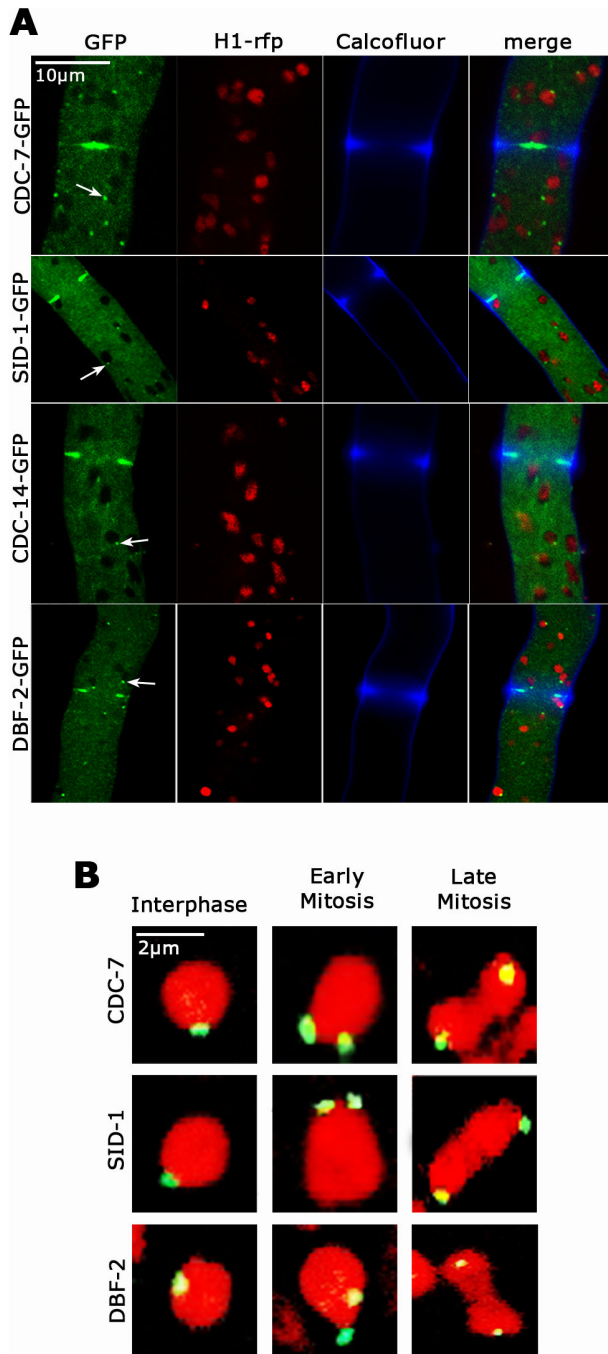 A
GFP H1-rfp Calcofluor merge
10µm
CDC-7-GFP
SID-1-GFP
CDC-14-GFP
DBF-2-GFP
B
Interphase Early Mitosis Late Mitosis
2µm
CDC-7
SID-1
DBF-2